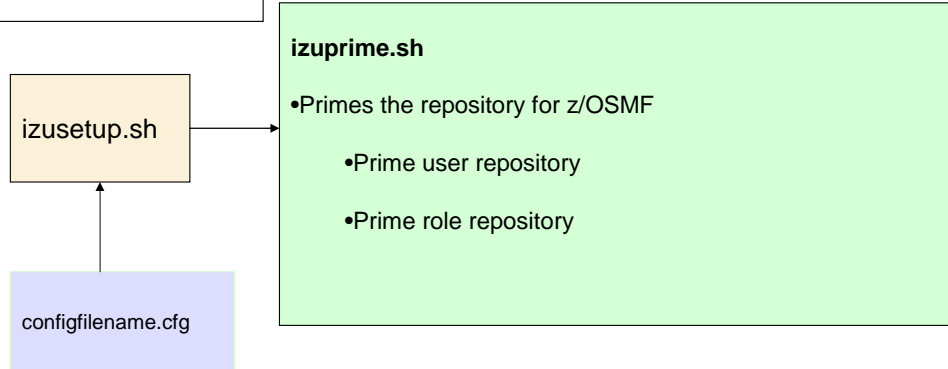 izuprime.sh
•Primes the repository for z/OSMF
•Prime user repository
•Prime role repository
izusetup.sh
configfilename.cfg